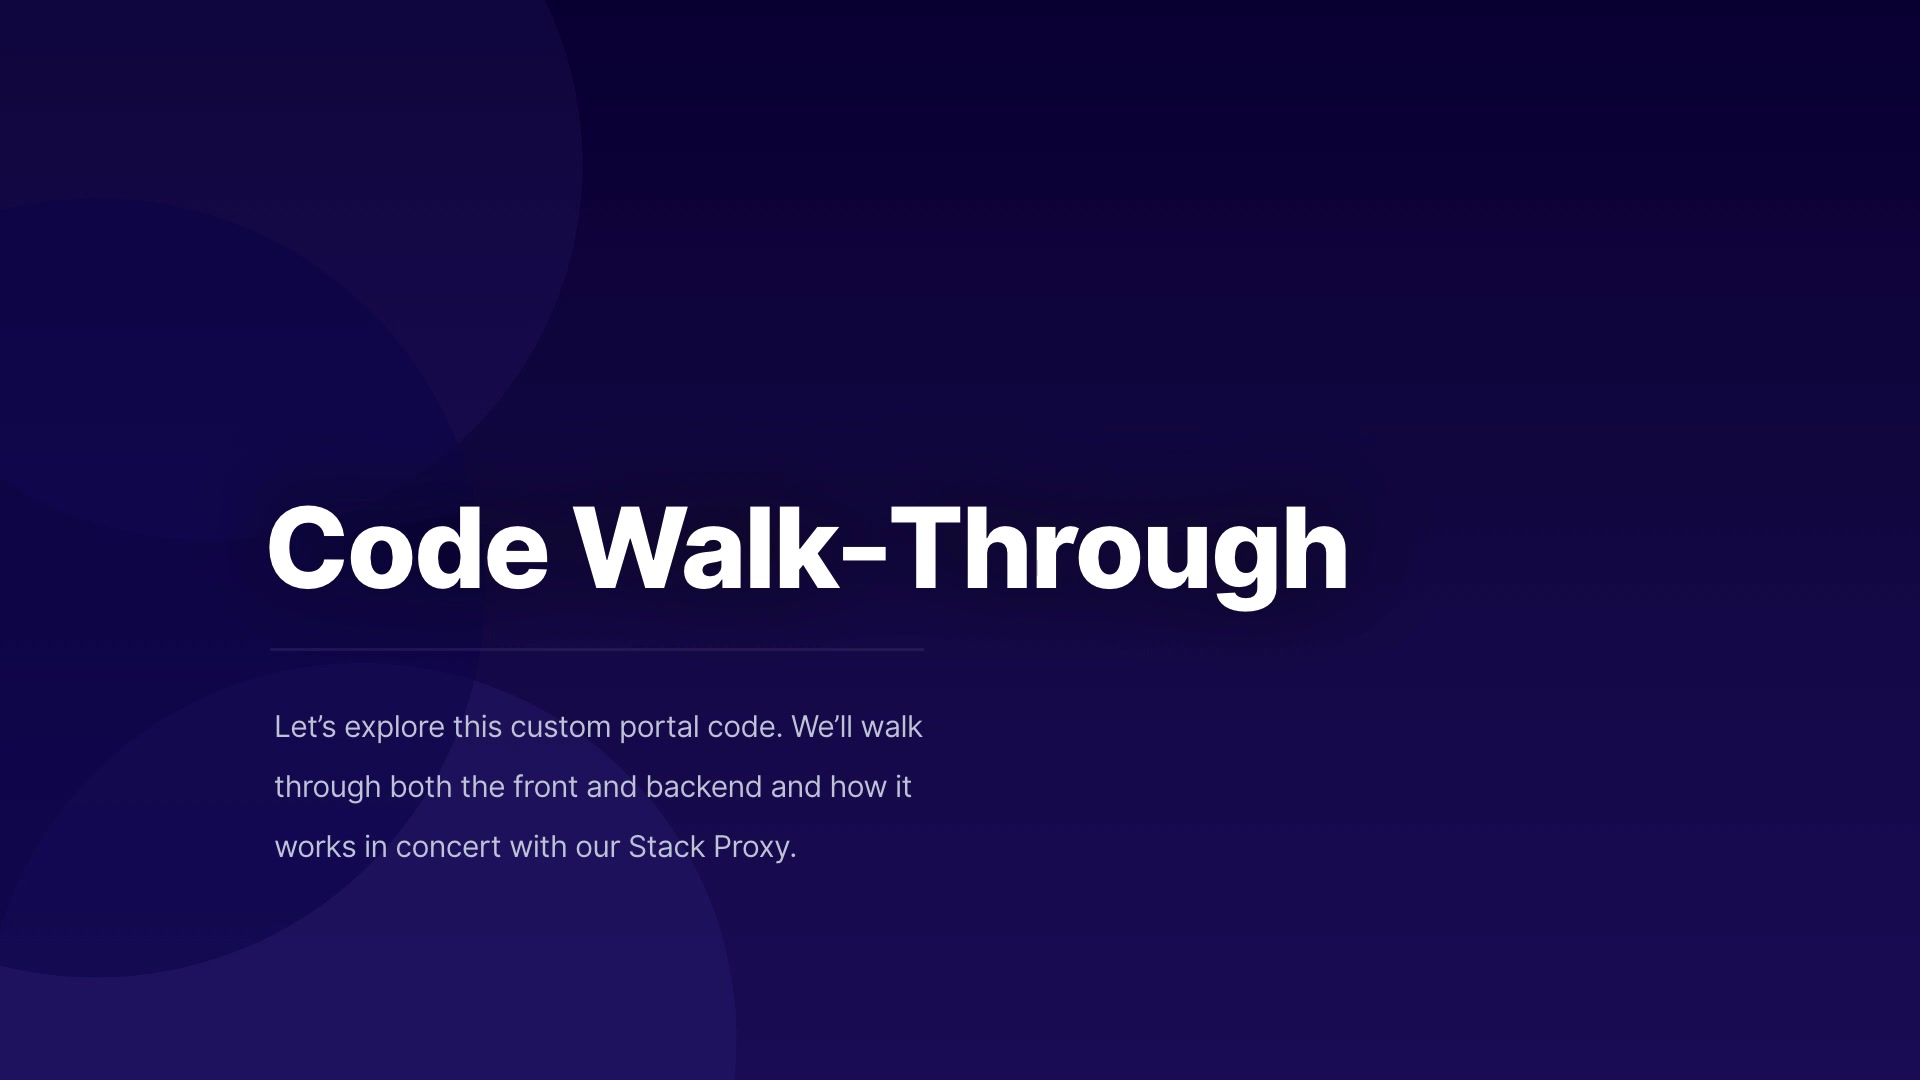 Code Walk-Through
Let’s explore this custom portal code. We’ll walk
through both the front and backend and how it
works in concert with our Stack Proxy.